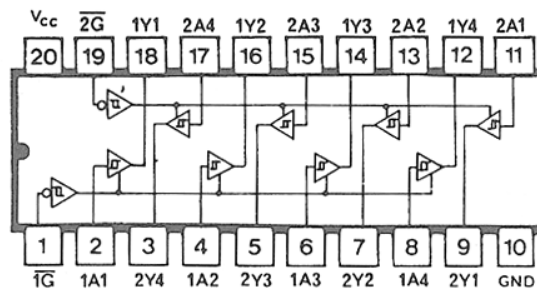 Vcc 2G 1Y1 2A4 1Y2 2A3 1Y3 2A2 1Y4 2A1
20 19 18 17 16 15 14 13 12 11
1 2 3 4 5 6 7 8 9 10
1G 1A1 2Y4 1A2 2Y3 1A3 2Y2 1A4 2Y1 GND